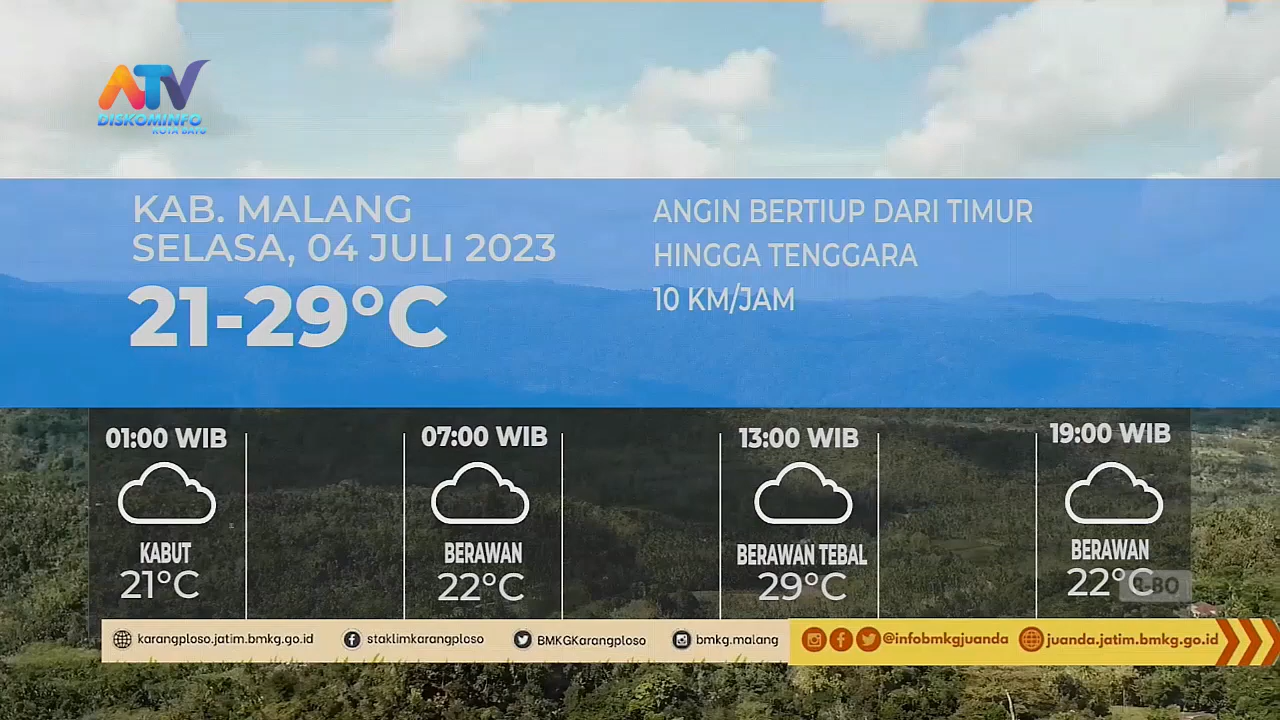 ATV
DISKOMINFO
KOTA BATU
KAB. MALANG
SELASA, 04 JULI 2023
21-29°C
ANGIN BERTIUP DARI TIMUR
HINGGA TENGGARA
10 KM/JAM
01:00 WIB
KABUT
21°C
07:00 WIB
BERAWAN
22°C
13:00 WIB
BERAWAN TEBAL
29°C
19:00 WIB
BERAWAN
22°C
karangploso.jatim.bmkg.go.id
staklimkarangploso
BMKGKarangploso
bmkg.malang
@infobmkgjuanda
juanda.jatim.bmkg.go.id